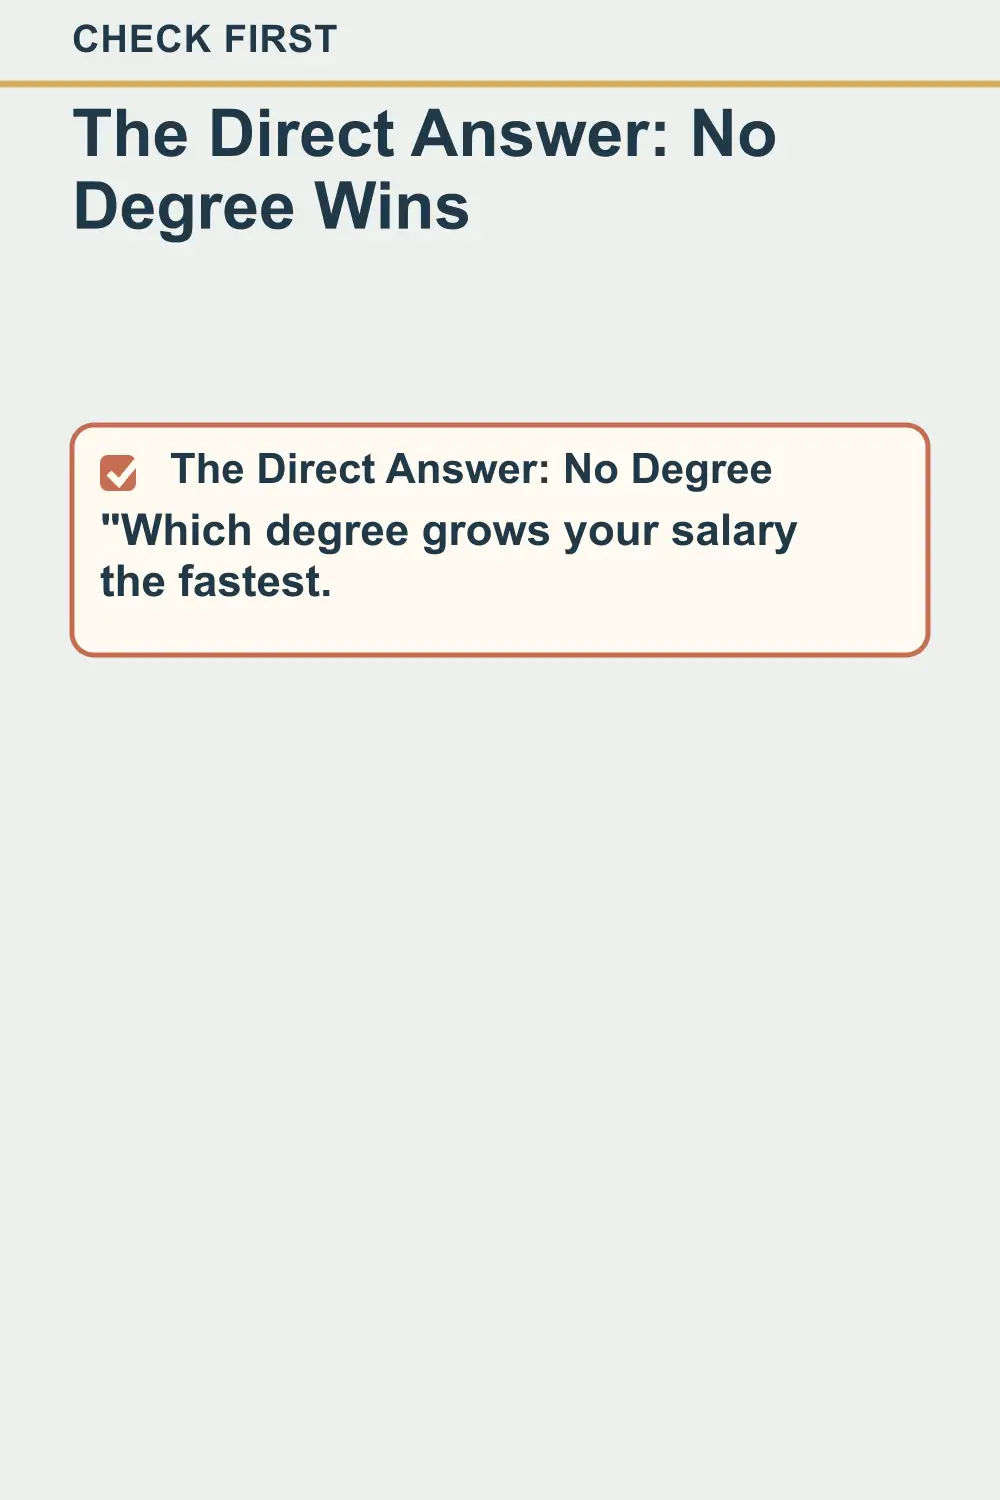 CHECK FIRST
The Direct Answer: No
Degree Wins
The Direct Answer: No Degree
"Which degree grows your salary
the fastest.